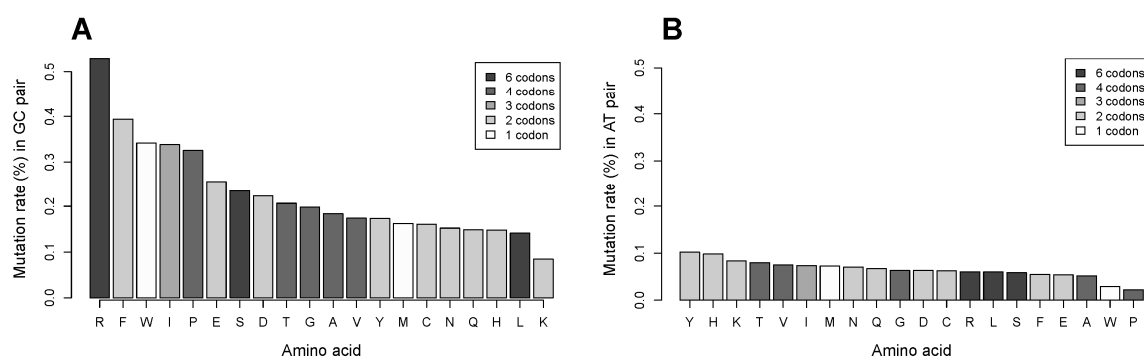 A
Mutation rate (%) in GC pair
0.5
0.4
0.3
0.2
0.1
0.0
6 codons
4 codons
3 codons
2 codons
1 codon
R F W I P E S D T G A V Y M C N Q H L K
Amino acid
B
Mutation rate (%) in AT pair
0.5
0.4
0.3
0.2
0.1
0.0
6 codons
4 codons
3 codons
2 codons
1 codon
Y H K T V I M N Q G D C R L S F E A W P
Amino acid